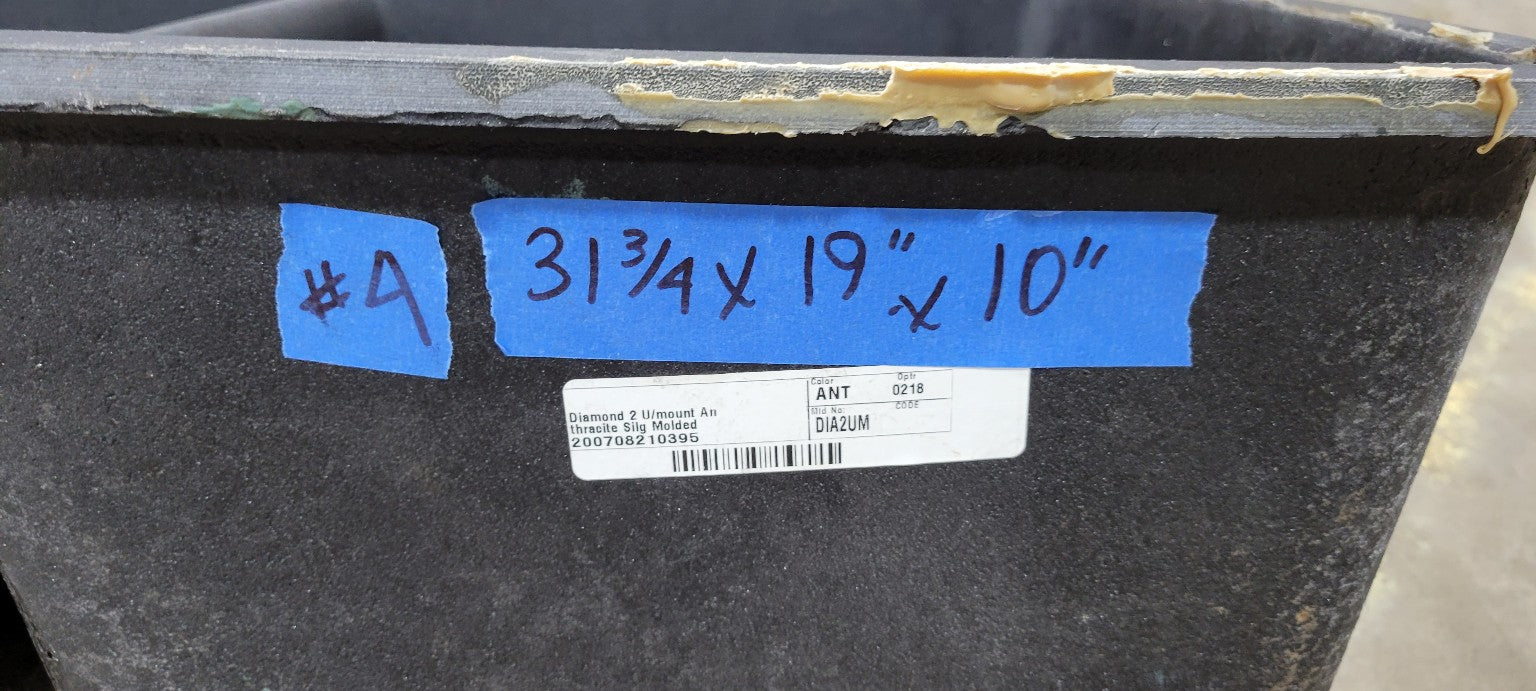 #4
31 3/4 x 19" x 10"
Diamond 2 U/mount An
thracite Silg Molded
200708210395
Color
ANT
Optr
0218
Mld No:
DIA2UM
CODE